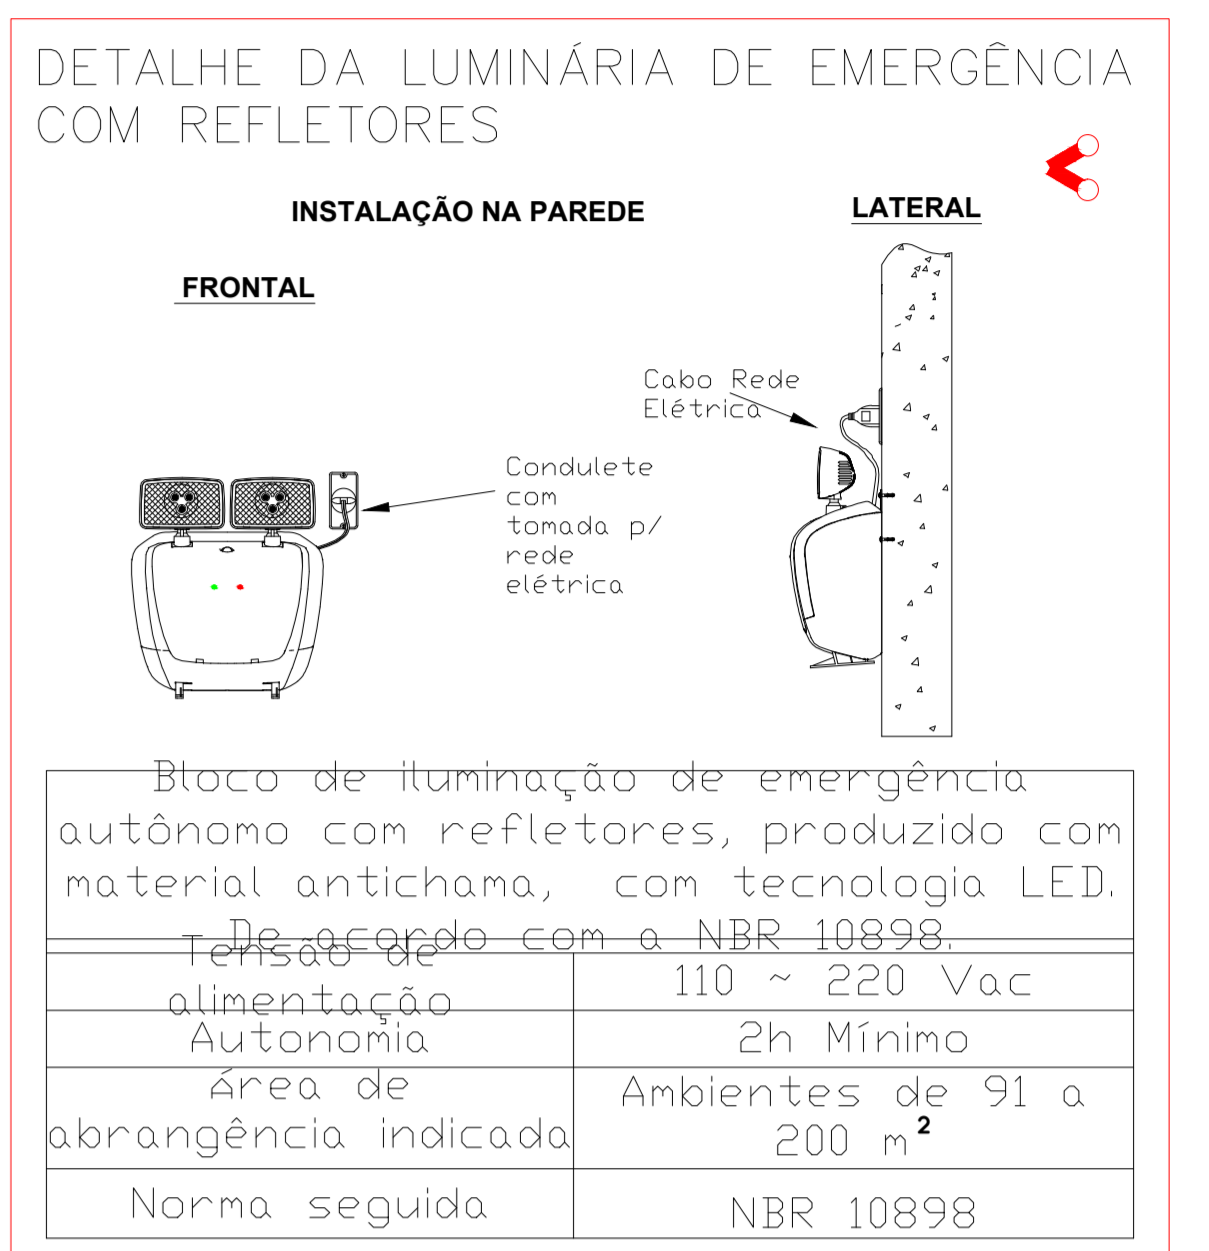 DETALHE DA LUMINÁRIA DE EMERGÊNCIA
COM REFLETORES
INSTALAÇÃO NA PAREDE
LATERAL
FRONTAL
Cabo Rede
Elétrica
Condulete
com
tomada p/
rede
elétrica
Bloco de iluminação de emergência
autônomo com refletores, produzido com
material antichama, com tecnologia LED.
De acordo com a NBR 10898.
Tensão de
alimentação
110 ~ 220 Vac
Autonomia
2h Mínimo
Área de
abrangência indicada
Ambientes de 91 a
200 m²
Norma seguida
NBR 10898